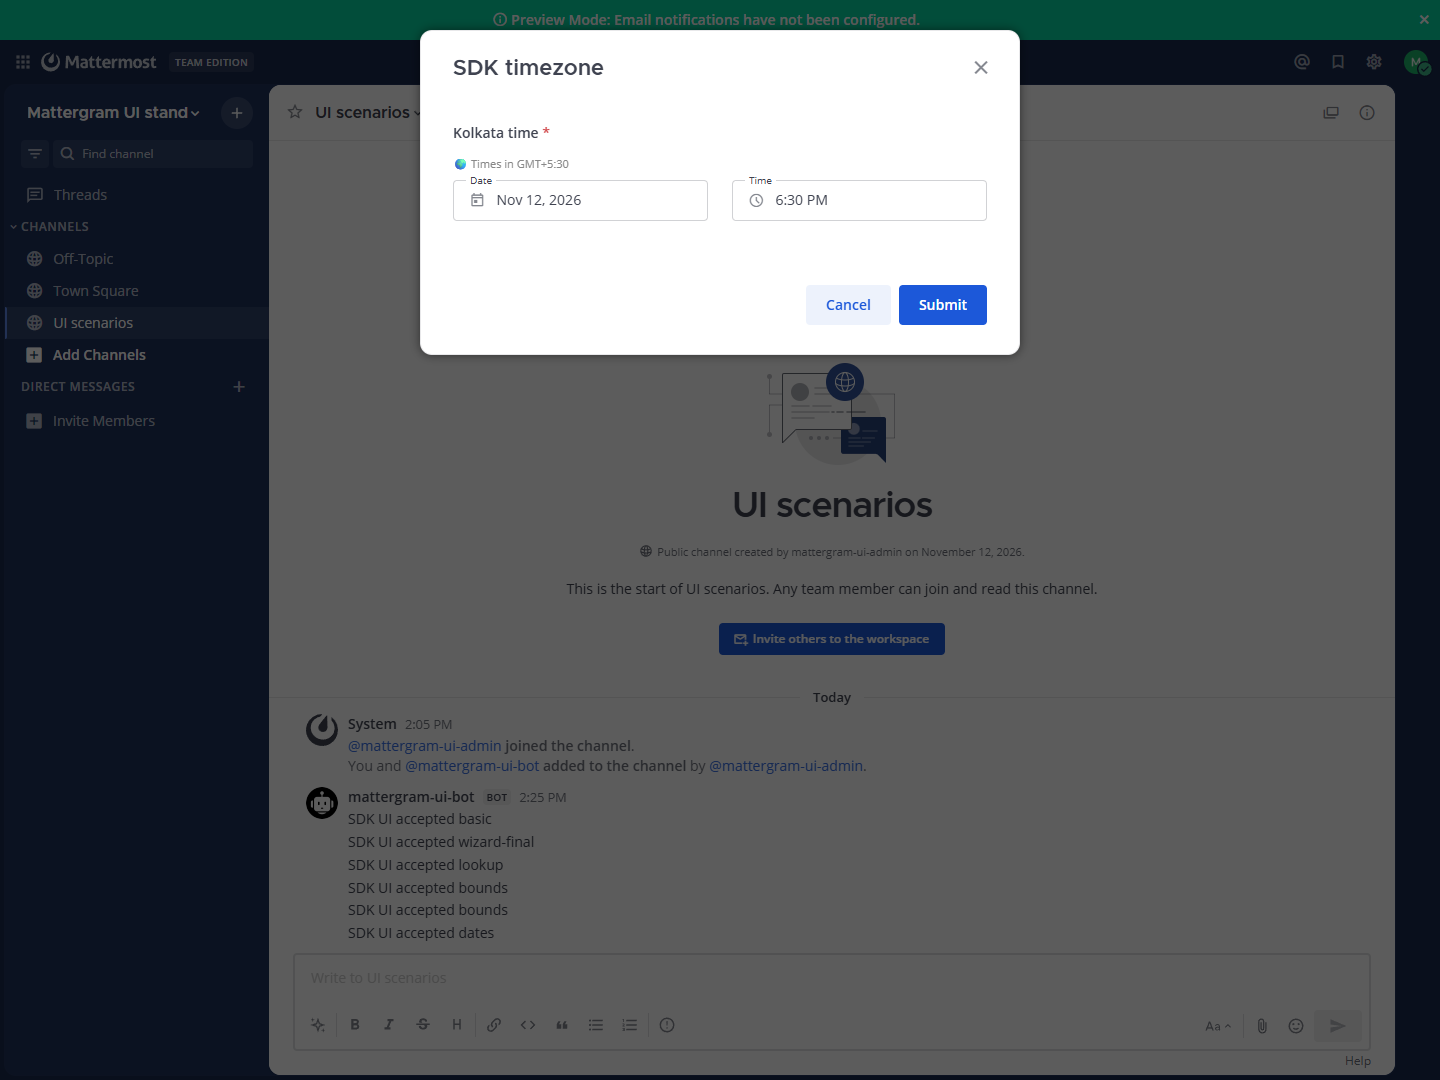 Preview Mode: Email notifications have not been configured.
Mattermost TEAM EDITION
SDK timezone
Kolkata time *
Times in GMT+5:30
Date
Nov 12, 2026
Time
6:30 PM
Cancel
Submit
Mattergram UI stand
Find channel
Threads
CHANNELS
Off-Topic
Town Square
UI scenarios
Add Channels
DIRECT MESSAGES
Invite Members
M
UI scenarios
UI scenarios
Public channel created by mattergram-ui-admin on November 12, 2026.
This is the start of UI scenarios. Any team member can join and read this channel.
Invite others to the workspace
Today
System 2:05 PM
@mattergram-ui-admin joined the channel.
You and @mattergram-ui-bot added to the channel by @mattergram-ui-admin.
mattergram-ui-bot BOT 2:25 PM
SDK UI accepted basic
SDK UI accepted wizard-final
SDK UI accepted lookup
SDK UI accepted bounds
SDK UI accepted bounds
SDK UI accepted dates
Write to UI scenarios
B I S H
Aa
Help